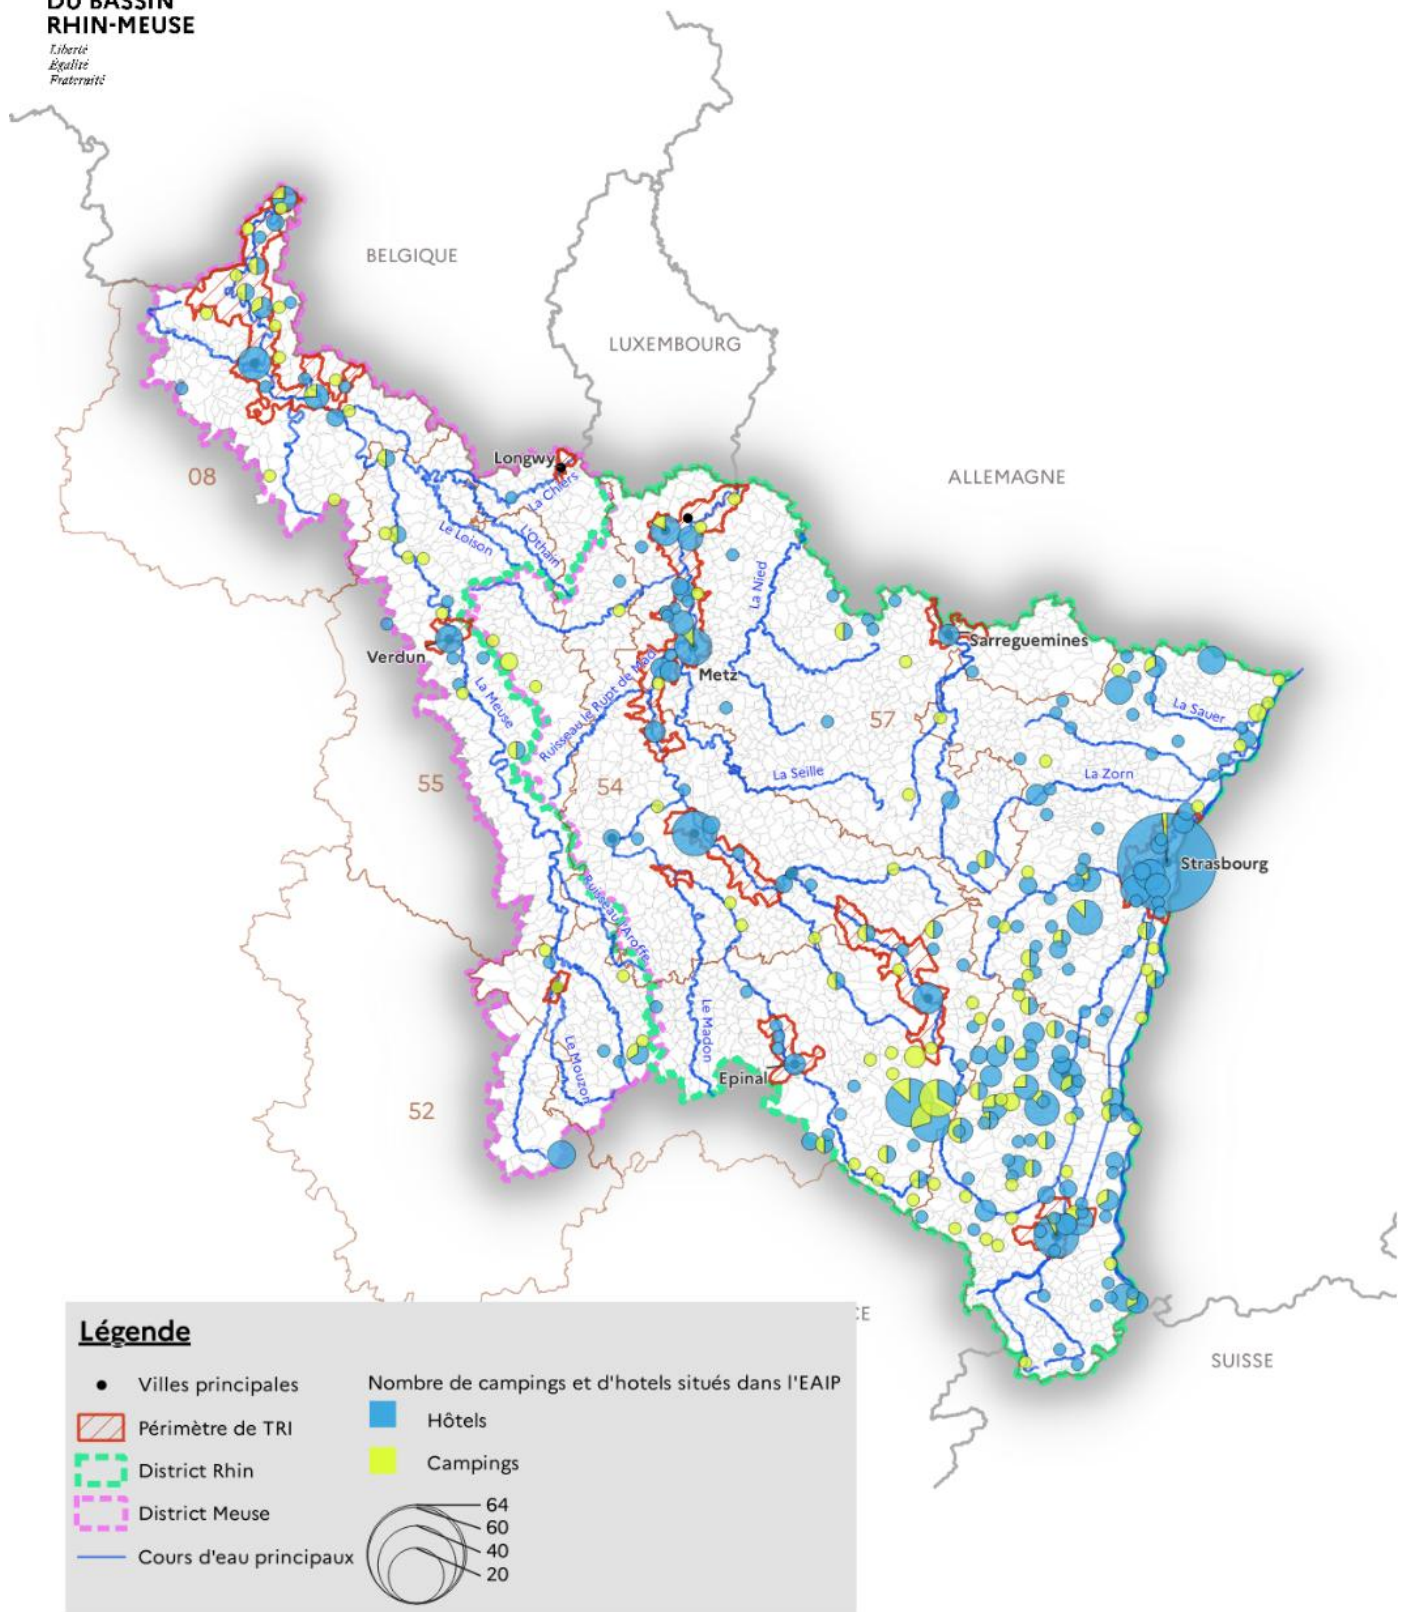 DU BASSIN
RHIN-MEUSE
Liberté
Égalité
Fraternité
BELGIQUE
LUXEMBOURG
ALLEMAGNE
Longwy
08
La Chiers
L'Othain
Le Loison
La Nied
Sarreguemines
Verdun
Metz
La Meuse
Ruisseau le Rupt de Mad
57
La Sauer
55
54
La Seille
La Zorn
Strasbourg
Ruisseau l'Aroffe
Le Madon
Le Mouzon
Epinal
52
CE
SUISSE
Légende
Villes principales
Périmètre de TRI
District Rhin
District Meuse
Cours d'eau principaux
Nombre de campings et d'hotels situés dans l'EAIP
Hôtels
Campings
64
60
40
20